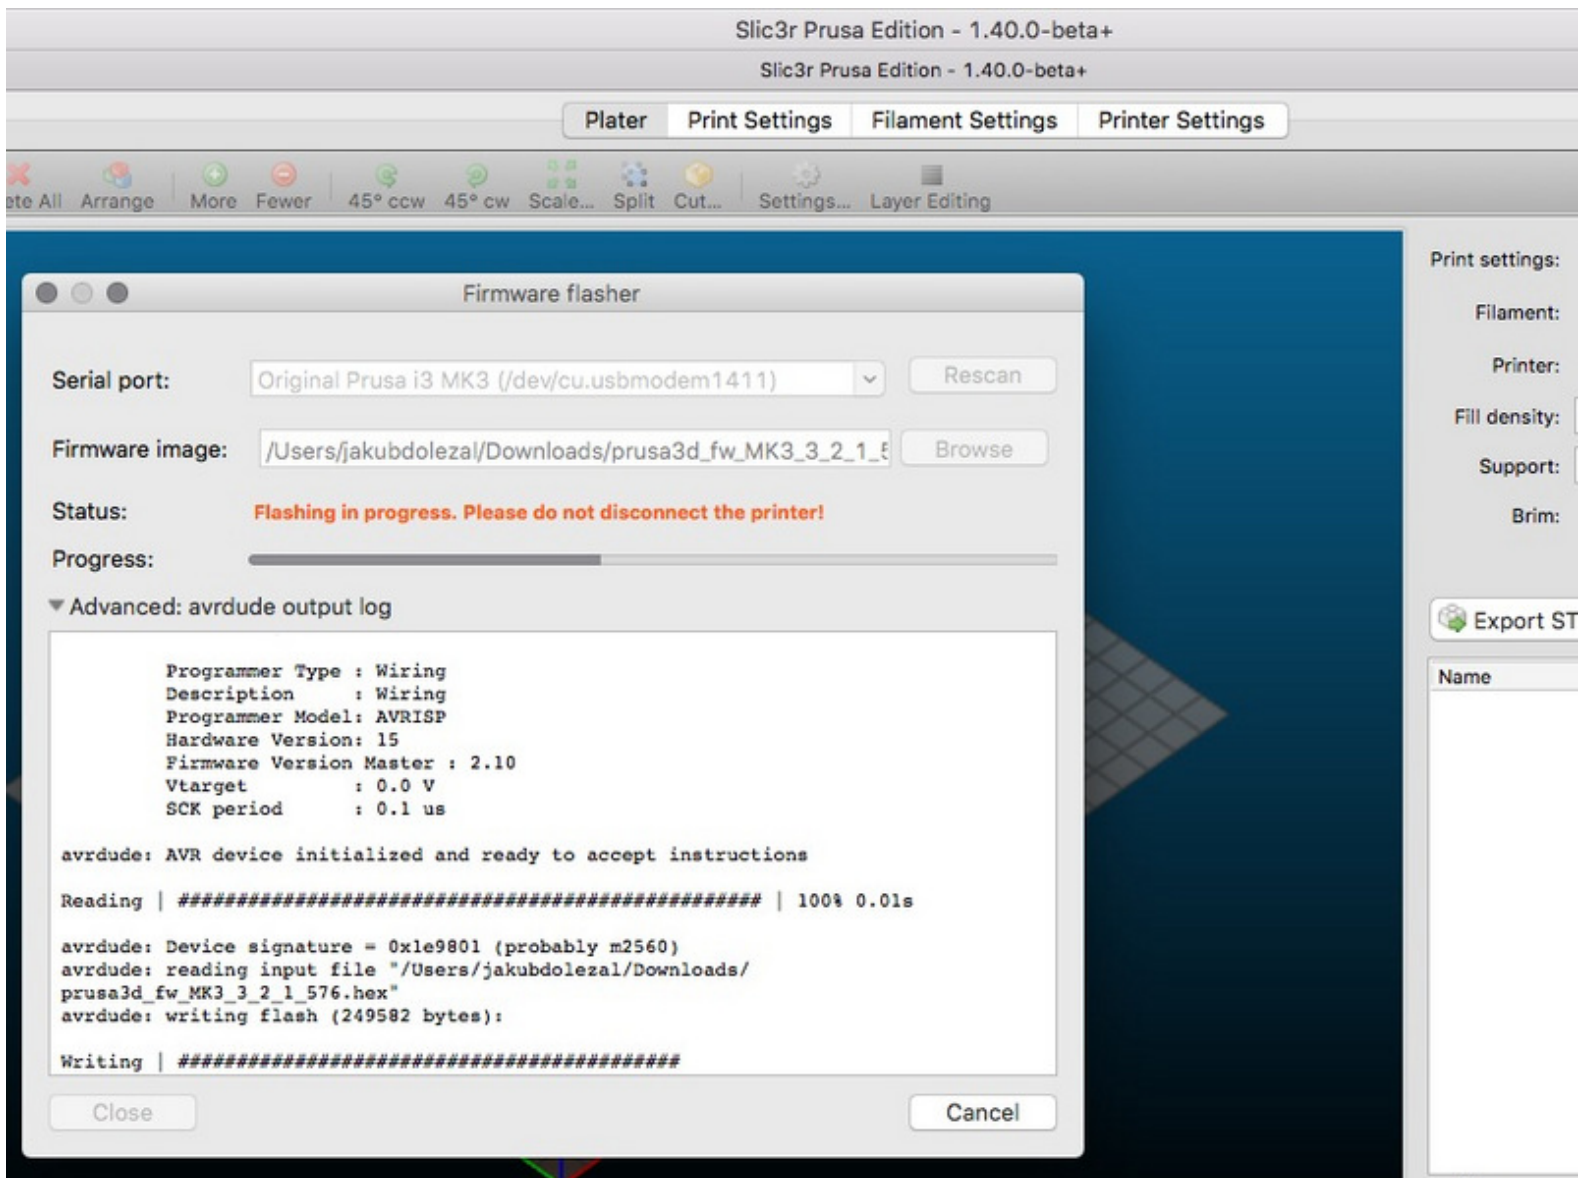 Slic3r Prusa Edition - 1.40.0-beta+
Slic3r Prusa Edition - 1.40.0-beta+
Plater Print Settings Filament Settings Printer Settings
ete All Arrange More Fewer 45° ccw 45° cw Scale... Split Cut... Settings... Layer Editing
Firmware flasher
Serial port: Original Prusa i3 MK3 (/dev/cu.usbmodem1411) Rescan
Firmware image: /Users/jakubdolezal/Downloads/prusa3d_fw_MK3_3_2_1_5 Browse
Status: Flashing in progress. Please do not disconnect the printer!
Progress:
Advanced: avrdude output log
Programmer Type : Wiring
Description : Wiring
Programmer Model: AVRISP
Hardware Version: 15
Firmware Version Master : 2.10
Vtarget : 0.0 V
SCK period : 0.1 us
avrdude: AVR device initialized and ready to accept instructions
Reading | ################################################## | 100% 0.01s
avrdude: Device signature = 0x1e9801 (probably m2560)
avrdude: reading input file "/Users/jakubdolezal/Downloads/
prusa3d_fw_MK3_3_2_1_576.hex"
avrdude: writing flash (249582 bytes):
Writing | ###########################################
Close Cancel
Print settings:
Filament:
Printer:
Fill density:
Support:
Brim:
Export ST
Name